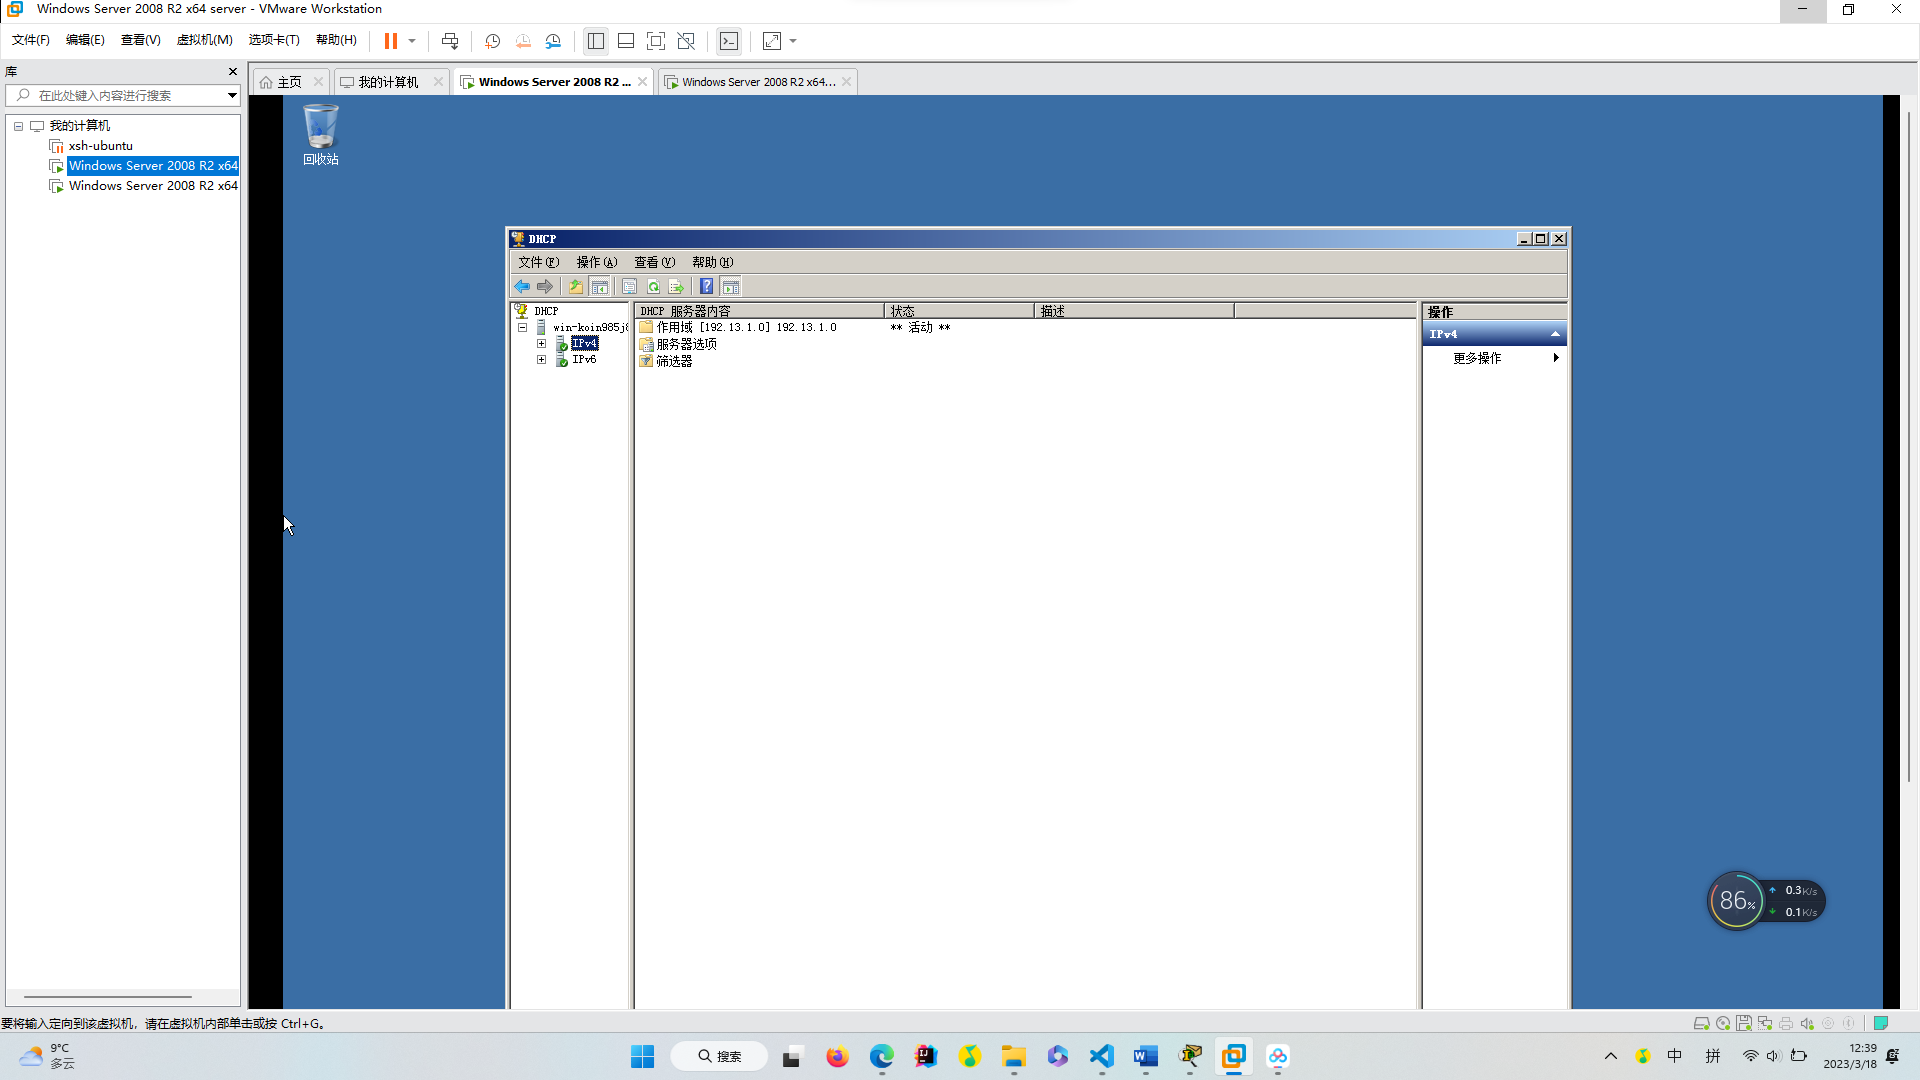 Windows Server 2008 R2 x64 server - VMware Workstation
文件(F) 编辑(E) 查看(V) 虚拟机(M) 选项卡(T) 帮助(H)
库
在此处键入内容进行搜索
我的计算机
xsh-ubuntu
Windows Server 2008 R2 x64
Windows Server 2008 R2 x64
主页 我的计算机 Windows Server 2008 R2 ... Windows Server 2008 R2 x64...
回收站
DHCP
文件(F) 操作(A) 查看(V) 帮助(H)
DHCP
win-koin985j8
IPv4
IPv6
DHCP 服务器内容 状态 描述
作用域 [192.13.1.0] 192.13.1.0 ** 活动 **
服务器选项
筛选器
操作
IPv4
更多操作
86%
0.3K/s
0.1K/s
要将输入定向到该虚拟机，请在虚拟机内部单击或按 Ctrl+G。
9°C
多云
搜索
中 拼
12:39
2023/3/18